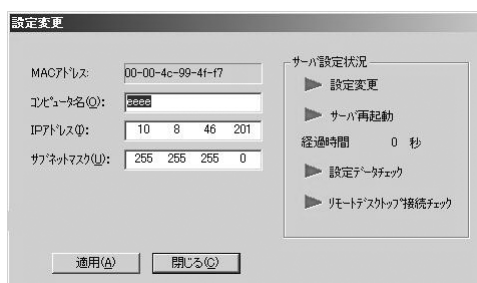 設定変更
MACｱﾄﾞﾚｽ: 00-00-4c-99-4f-f7
ｺﾝﾋﾟｭｰﾀ名(O): eeee
IPｱﾄﾞﾚｽ(I): 10 8 46 201
ｻﾌﾞﾈｯﾄﾏｽｸ(U): 255 255 255 0
適用(A) 閉じる(C)
サーバ設定状況
設定変更
サーバ再起動
経過時間 0 秒
設定ﾃﾞｰﾀﾁｪｯｸ
ﾘﾓｰﾄﾃﾞｽｸﾄｯﾌﾟ接続ﾁｪｯｸ